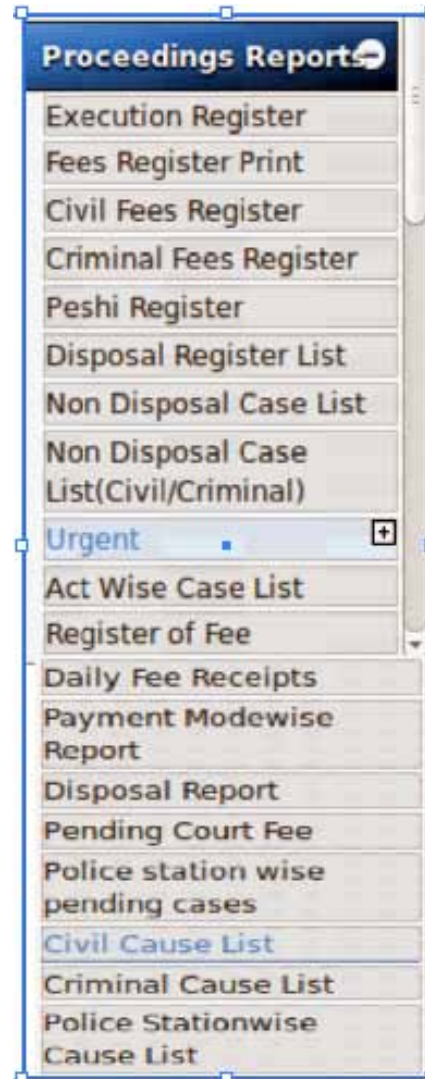 Proceedings Reports
Execution Register
Fees Register Print
Civil Fees Register
Criminal Fees Register
Peshi Register
Disposal Register List
Non Disposal Case List
Non Disposal Case
List(Civil/Criminal)
Urgent
Act Wise Case List
Register of Fee
Daily Fee Receipts
Payment Modewise
Report
Disposal Report
Pending Court Fee
Police station wise
pending cases
Civil Cause List
Criminal Cause List
Police Stationwise
Cause List